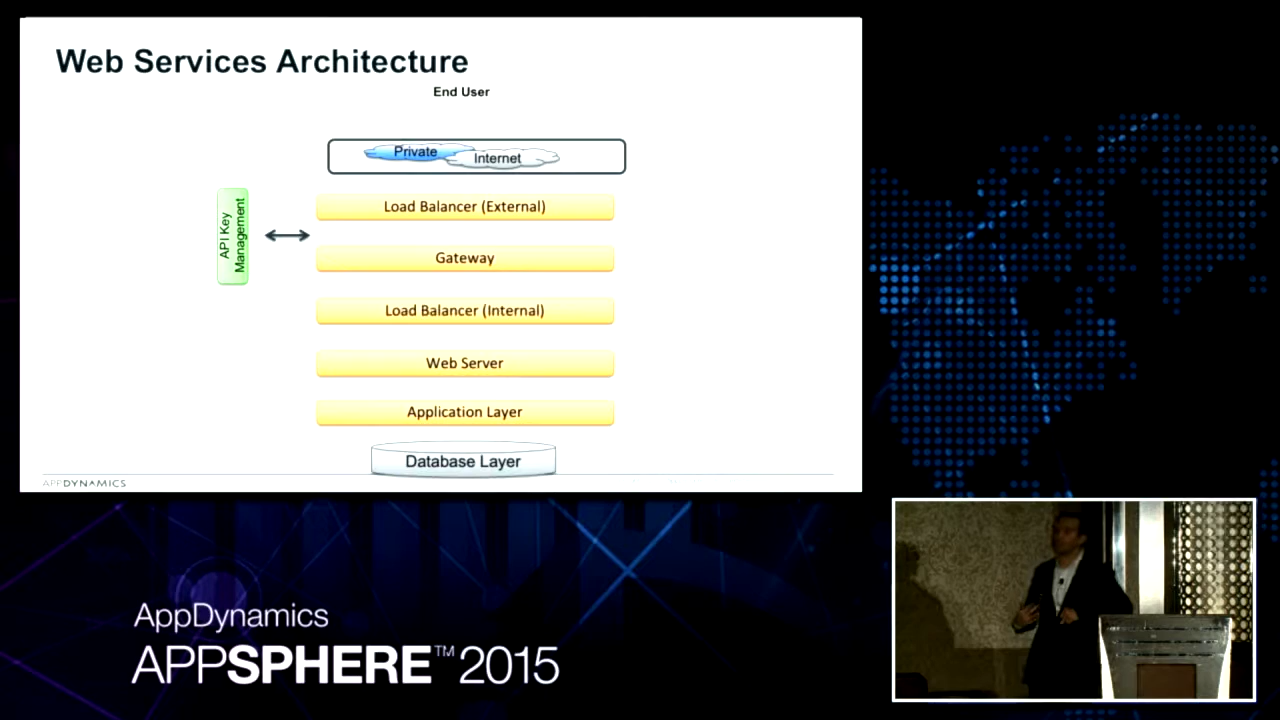 Web Services Architecture
End User
Private
Internet
Load Balancer (External)
API Key
Management
Gateway
Load Balancer (Internal)
Web Server
Application Layer
Database Layer
APPDYNAMICS
AppDynamics
APPSPHERE™ 2015